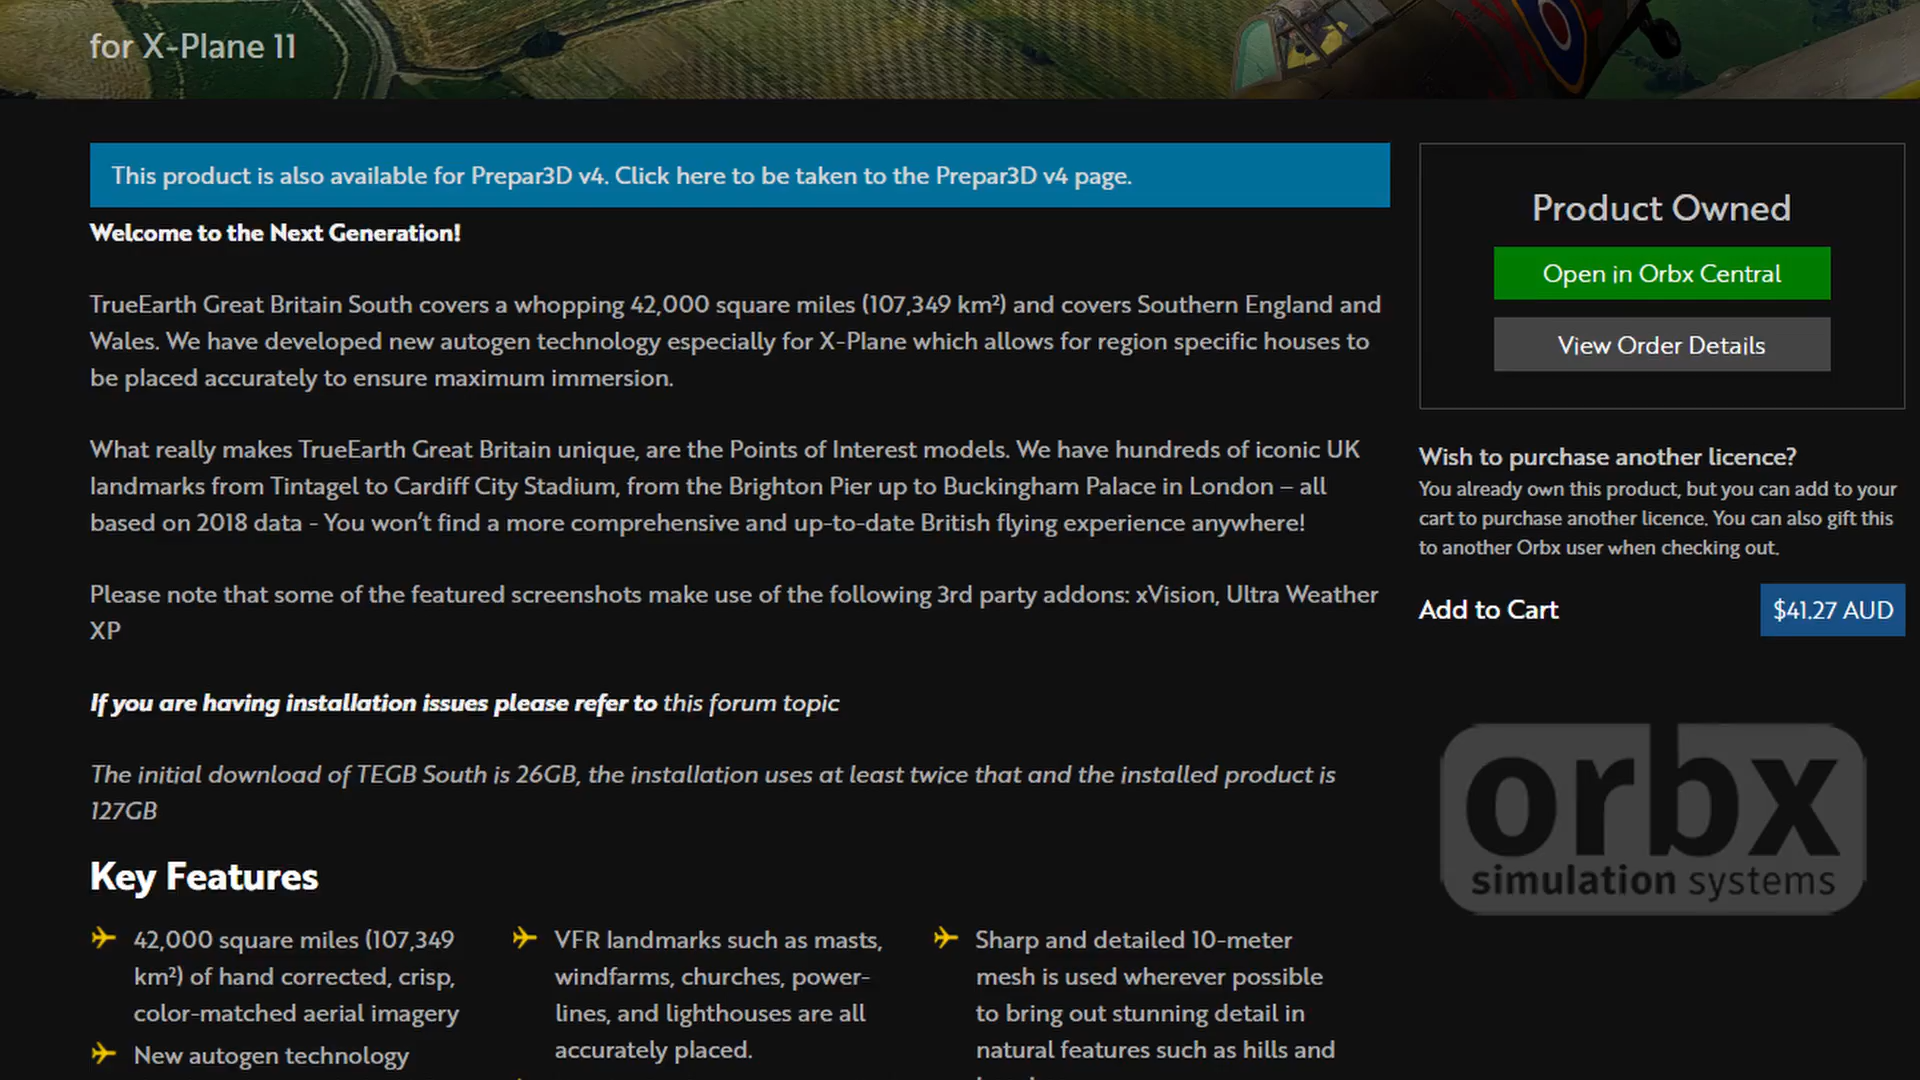 for X-Plane 11
This product is also available for Prepar3D v4. Click here to be taken to the Prepar3D v4 page.
Welcome to the Next Generation!
TrueEarth Great Britain South covers a whopping 42,000 square miles (107,349 km²) and covers Southern England and
Wales. We have developed new autogen technology especially for X-Plane which allows for region specific houses to
be placed accurately to ensure maximum immersion.
What really makes TrueEarth Great Britain unique, are the Points of Interest models. We have hundreds of iconic UK
landmarks from Tintagel to Cardiff City Stadium, from the Brighton Pier up to Buckingham Palace in London – all
based on 2018 data - You won’t find a more comprehensive and up-to-date British flying experience anywhere!
Please note that some of the featured screenshots make use of the following 3rd party addons: xVision, Ultra Weather
XP
If you are having installation issues please refer to this forum topic
The initial download of TEGB South is 26GB, the installation uses at least twice that and the installed product is
127GB
Key Features
42,000 square miles (107,349
km²) of hand corrected, crisp,
color-matched aerial imagery
New autogen technology
VFR landmarks such as masts,
windfarms, churches, power-
lines, and lighthouses are all
accurately placed.
Sharp and detailed 10-meter
mesh is used wherever possible
to bring out stunning detail in
natural features such as hills and
Product Owned
Open in Orbx Central
View Order Details
Wish to purchase another licence?
You already own this product, but you can add to your
cart to purchase another licence. You can also gift this
to another Orbx user when checking out.
Add to Cart
$41.27 AUD
orbx
simulation systems